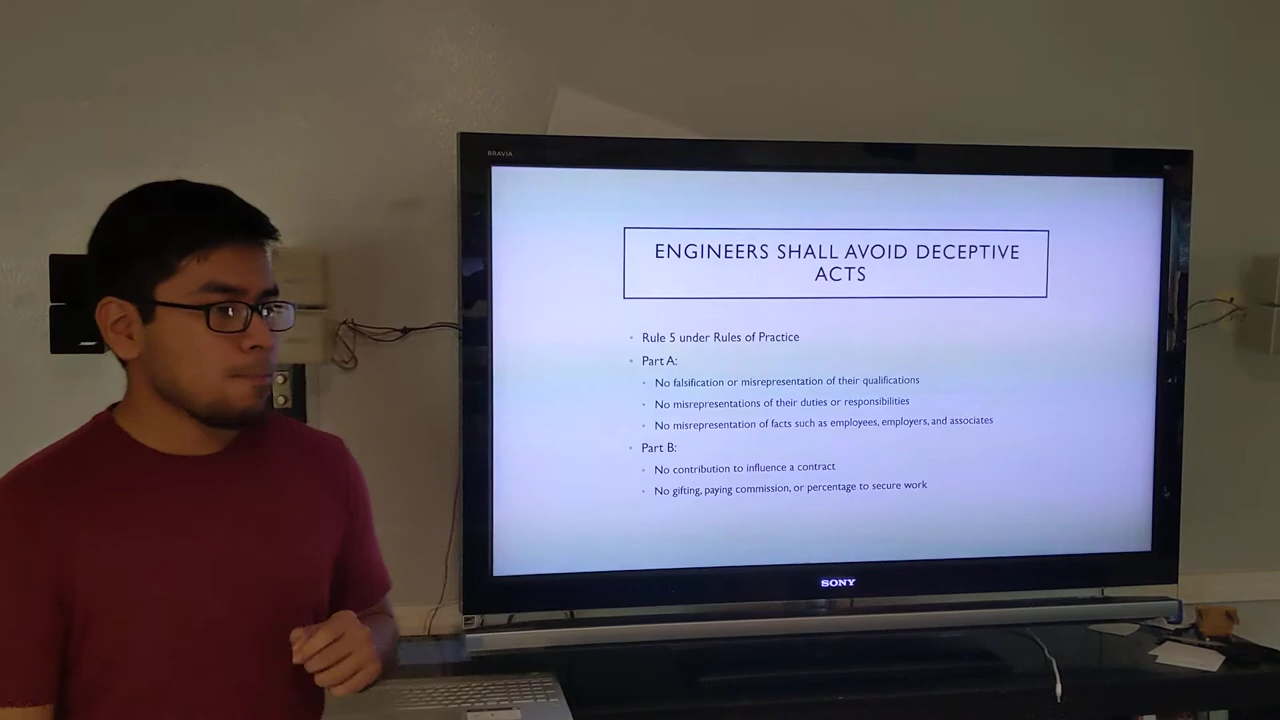 BRAVIA
ENGINEERS SHALL AVOID DECEPTIVE
ACTS
Rule 5 under Rules of Practice
Part A:
No falsification or misrepresentation of their qualifications
No misrepresentations of their duties or responsibilities
No misrepresentation of facts such as employees, employers, and associates
Part B:
No contribution to influence a contract
No gifting, paying commission, or percentage to secure work
SONY
BOSE